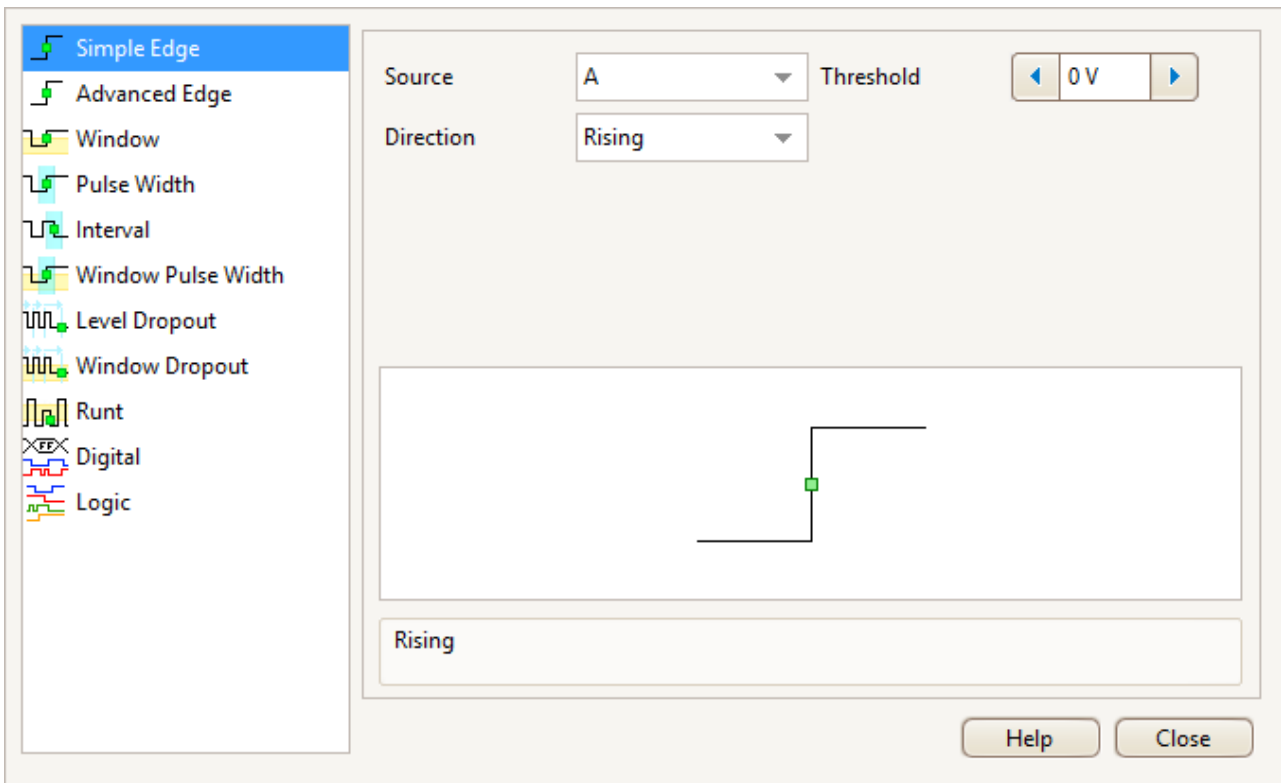 Simple Edge
Advanced Edge
Window
Pulse Width
Interval
Window Pulse Width
Level Dropout
Window Dropout
Runt
FF
Digital
Logic
Source A Threshold 0 V
Direction Rising
Rising
Help Close